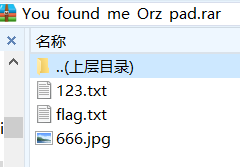 You found me Orz pad.rar
名称
..(上层目录)
123.txt
flag.txt
666.jpg